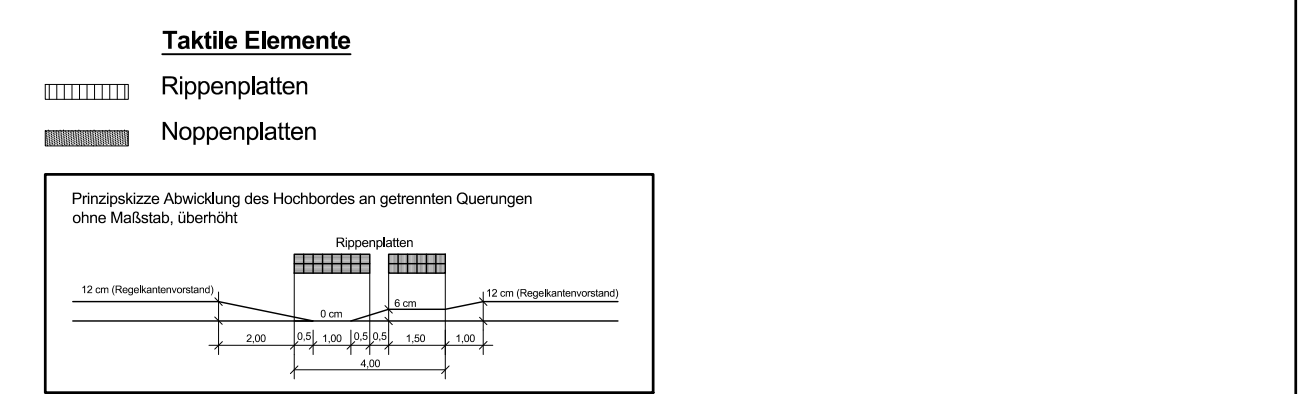 Taktile Elemente
Rippenplatten
Noppenplatten
Prinzipskizze Abwicklung des Hochbordes an getrennten Querungen
ohne Maßstab, überhöht
Rippenplatten
12 cm (Regelkantenvorstand)
12 cm (Regelkantenvorstand)
6 cm
0 cm
2,00 0,5 1,00 0,5 0,5 1,50 1,00
4,00